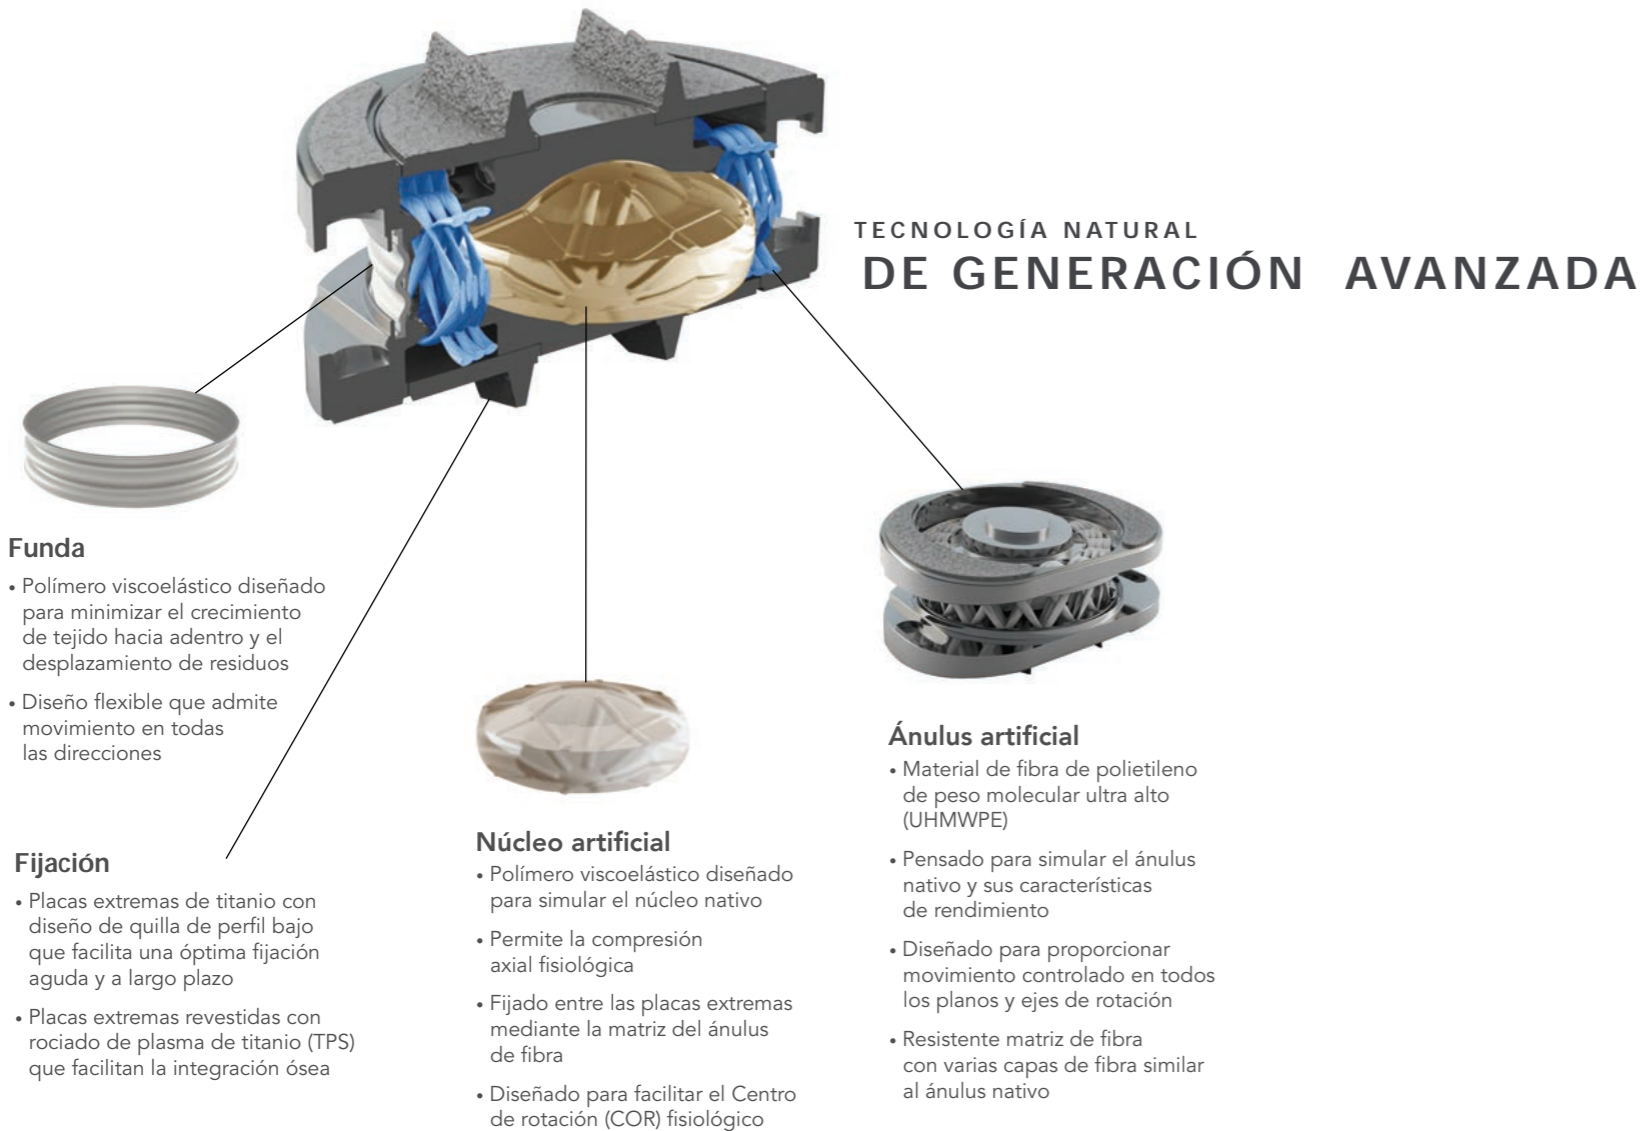 TECNOLOGÍA NATURAL
DE GENERACIÓN AVANZADA
Funda
• Polímero viscoelástico diseñado
para minimizar el crecimiento
de tejido hacia adentro y el
desplazamiento de residuos
• Diseño flexible que admite
movimiento en todas
las direcciones
Fijación
• Placas extremas de titanio con
diseño de quilla de perfil bajo
que facilita una óptima fijación
aguda y a largo plazo
• Placas extremas revestidas con
rociado de plasma de titanio (TPS)
que facilitan la integración ósea
Núcleo artificial
• Polímero viscoelástico diseñado
para simular el núcleo nativo
• Permite la compresión
axial fisiológica
• Fijado entre las placas extremas
mediante la matriz del ánulus
de fibra
• Diseñado para facilitar el Centro
de rotación (COR) fisiológico
Ánulus artificial
• Material de fibra de polietileno
de peso molecular ultra alto
(UHMWPE)
• Pensado para simular el ánulus
nativo y sus características
de rendimiento
• Diseñado para proporcionar
movimiento controlado en todos
los planos y ejes de rotación
• Resistente matriz de fibra
con varias capas de fibra similar
al ánulus nativo